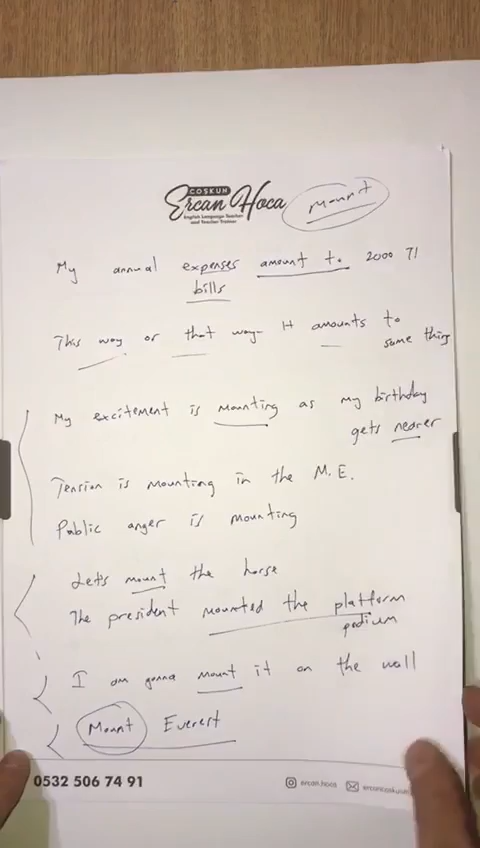 COSKUN
Ercan Hoca
English Language Teacher
and Teacher Trainer
Mount
My annual expenses amount to 2000 Tl
bills
This way or that way It amounts to
same thing
My excitement is mounting as my birthday
gets nearer
Tension is mounting in the M.E.
Public anger is mounting
Let's mount the horse
The president mounted the platform
podium
I am gonna mount it on the wall
Mount Everest
0532 506 74 91
ercan.hoca